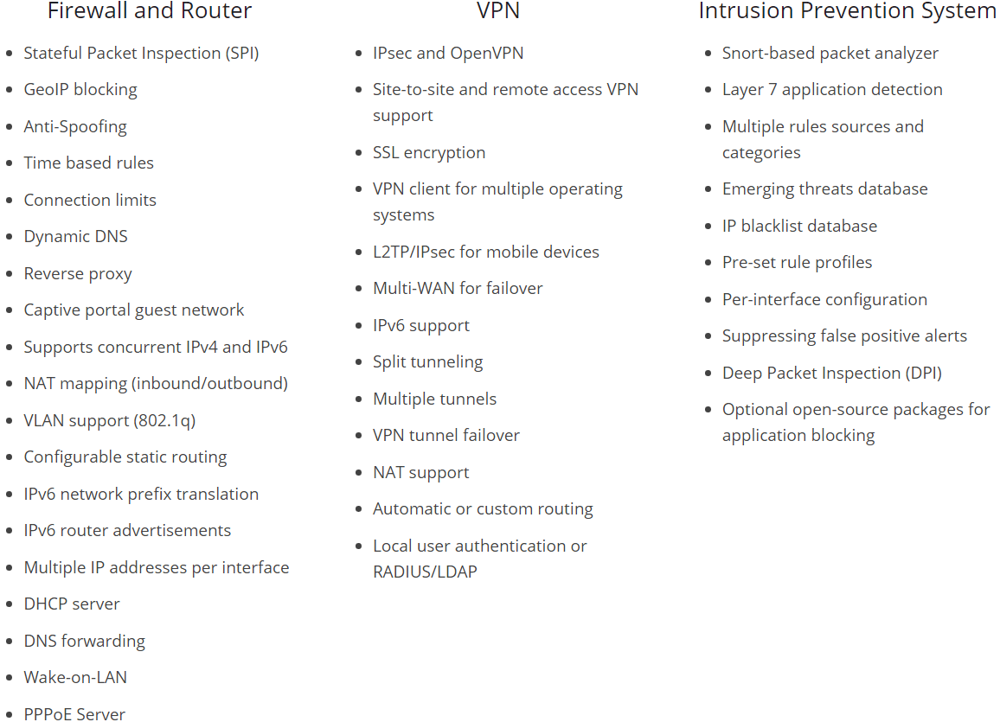 Firewall and Router
Stateful Packet Inspection (SPI)
GeoIP blocking
Anti-Spoofing
Time based rules
Connection limits
Dynamic DNS
Reverse proxy
Captive portal guest network
Supports concurrent IPv4 and IPv6
NAT mapping (inbound/outbound)
VLAN support (802.1q)
Configurable static routing
IPv6 network prefix translation
IPv6 router advertisements
Multiple IP addresses per interface
DHCP server
DNS forwarding
Wake-on-LAN
PPPoE Server
VPN
IPsec and OpenVPN
Site-to-site and remote access VPN
support
SSL encryption
VPN client for multiple operating
systems
L2TP/IPsec for mobile devices
Multi-WAN for failover
IPv6 support
Split tunneling
Multiple tunnels
VPN tunnel failover
NAT support
Automatic or custom routing
Local user authentication or
RADIUS/LDAP
Intrusion Prevention System
Snort-based packet analyzer
Layer 7 application detection
Multiple rules sources and
categories
Emerging threats database
IP blacklist database
Pre-set rule profiles
Per-interface configuration
Suppressing false positive alerts
Deep Packet Inspection (DPI)
Optional open-source packages for
application blocking